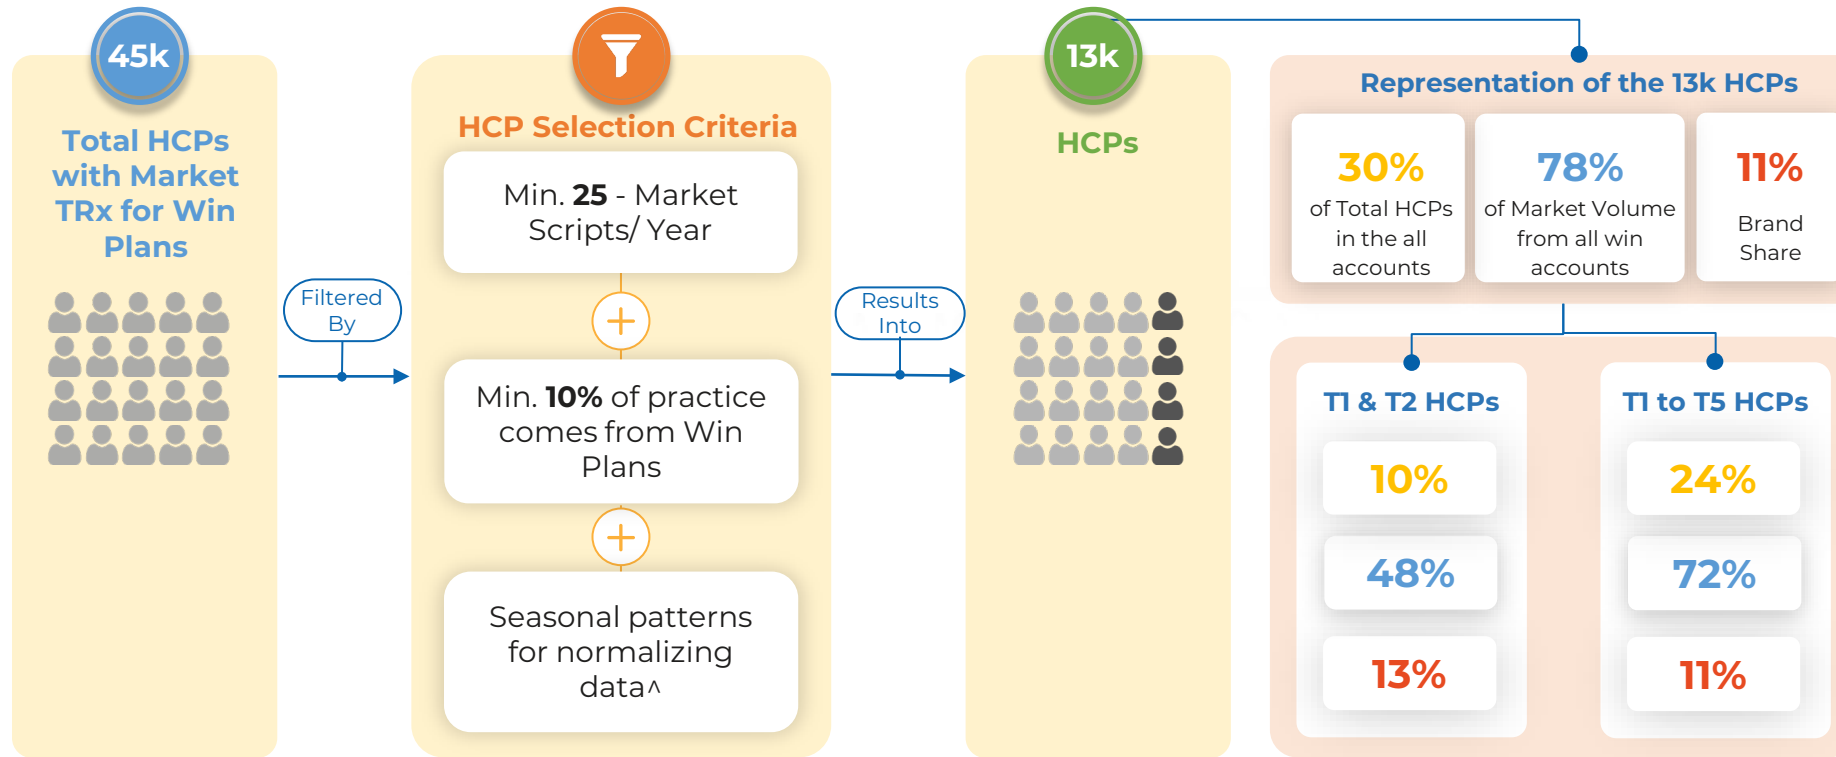 45k
Total HCPs
with Market
TRx for Win
Plans
Filtered
By
HCP Selection Criteria
Min. 25 - Market
Scripts/ Year
Min. 10% of practice
comes from Win
Plans
Seasonal patterns
for normalizing
data^
Results
Into
13k
HCPs
Representation of the 13k HCPs
30%
of Total HCPs
in the all
accounts
78%
of Market Volume
from all win
accounts
11%
Brand
Share
T1 & T2 HCPs
10%
48%
13%
T1 to T5 HCPs
24%
72%
11%